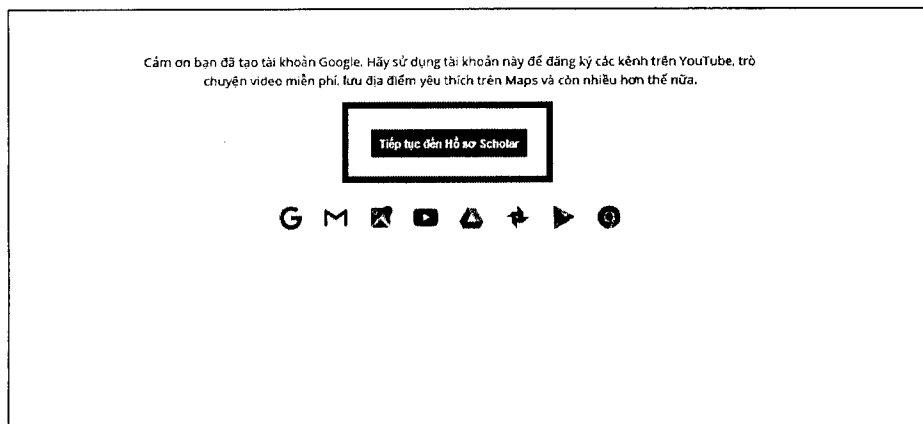 Cảm ơn bạn đã tạo tài khoản Google. Hãy sử dụng tài khoản này để đăng ký các kênh trên YouTube, trò
chuyện video miễn phí, lưu địa điểm yêu thích trên Maps và còn nhiều hơn thế nữa.
Tiếp tục đến Hồ sơ Scholar